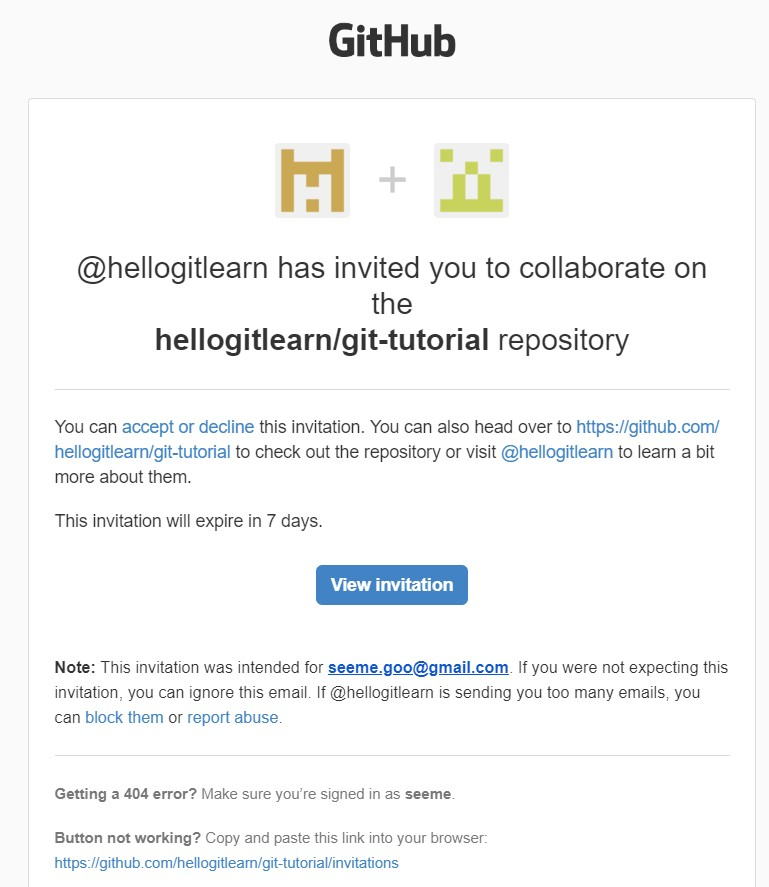 GitHub
@hellogitlearn has invited you to collaborate on
the
hellogitlearn/git-tutorial repository
You can accept or decline this invitation. You can also head over to https://github.com/
hellogitlearn/git-tutorial to check out the repository or visit @hellogitlearn to learn a bit
more about them.
This invitation will expire in 7 days.
View invitation
Note: This invitation was intended for seeme.goo@gmail.com. If you were not expecting this
invitation, you can ignore this email. If @hellogitlearn is sending you too many emails, you
can block them or report abuse.
Getting a 404 error? Make sure you’re signed in as seeme.
Button not working? Copy and paste this link into your browser:
https://github.com/hellogitlearn/git-tutorial/invitations